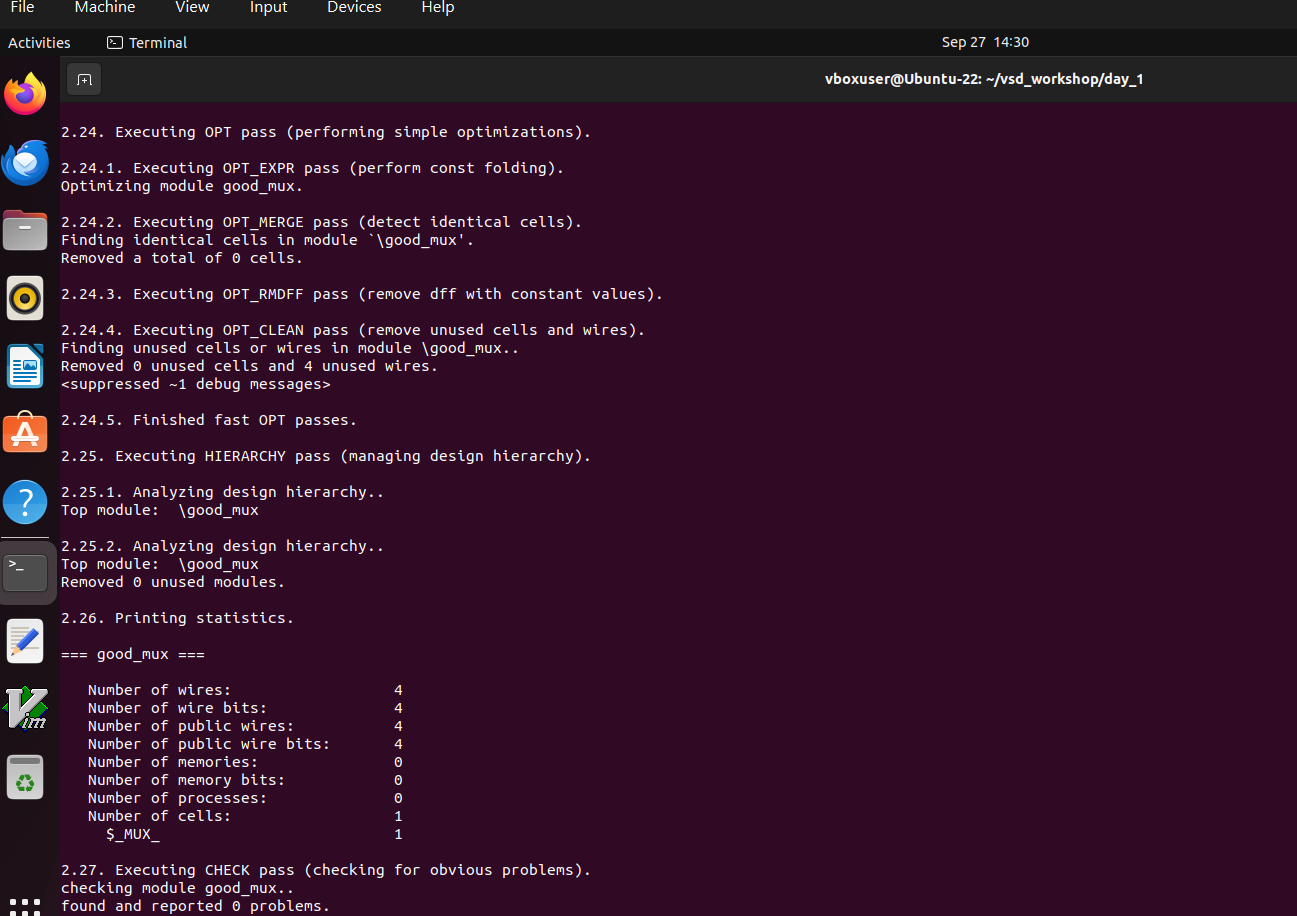 File Machine View Input Devices Help
Activities Terminal Sep 27 14:30
vboxuser@Ubuntu-22: ~/vsd_workshop/day_1
2.24. Executing OPT pass (performing simple optimizations).
2.24.1. Executing OPT_EXPR pass (perform const folding).
Optimizing module good_mux.
2.24.2. Executing OPT_MERGE pass (detect identical cells).
Finding identical cells in module `\good_mux'.
Removed a total of 0 cells.
2.24.3. Executing OPT_RMDFF pass (remove dff with constant values).
2.24.4. Executing OPT_CLEAN pass (remove unused cells and wires).
Finding unused cells or wires in module \good_mux..
Removed 0 unused cells and 4 unused wires.
<suppressed ~1 debug messages>
2.24.5. Finished fast OPT passes.
2.25. Executing HIERARCHY pass (managing design hierarchy).
2.25.1. Analyzing design hierarchy..
Top module:  \good_mux
2.25.2. Analyzing design hierarchy..
Top module:  \good_mux
Removed 0 unused modules.
2.26. Printing statistics.
=== good_mux ===
Number of wires: 4
Number of wire bits: 4
Number of public wires: 4
Number of public wire bits: 4
Number of memories: 0
Number of memory bits: 0
Number of processes: 0
Number of cells: 1
$_MUX_ 1
2.27. Executing CHECK pass (checking for obvious problems).
checking module good_mux..
found and reported 0 problems.